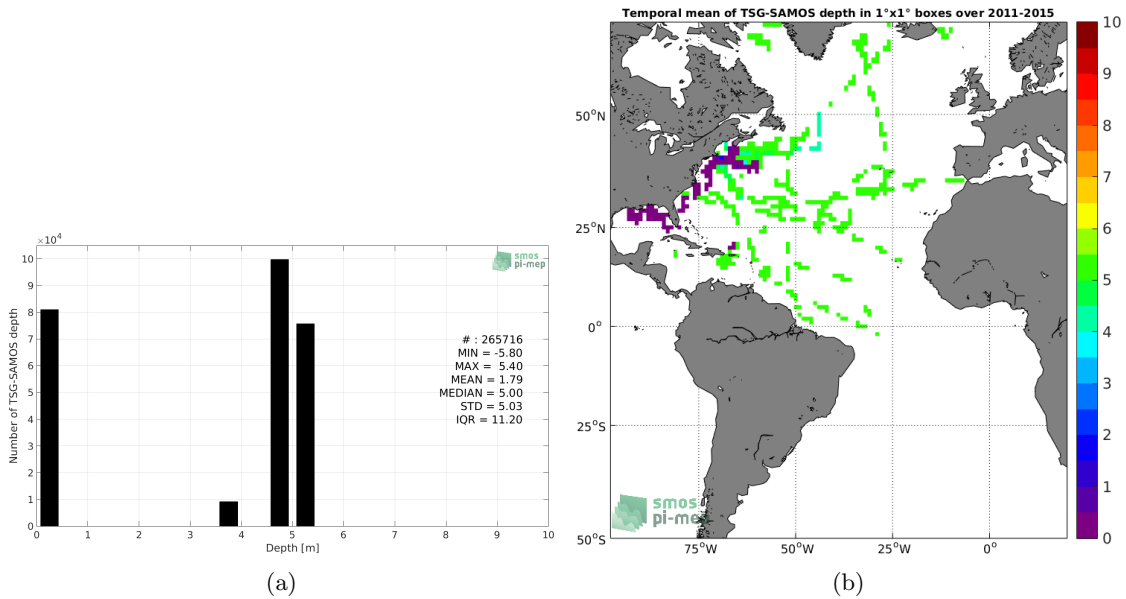 ×10⁴
10
9
8
7
6
5
4
3
2
1
0
Number of TSG-SAMOS depth
0 1 2 3 4 5 6 7 8 9 10
Depth [m]
smos
pi-mep
# : 265716
MIN = -5.80
MAX = 5.40
MEAN = 1.79
MEDIAN = 5.00
STD = 5.03
IQR = 11.20
(a)
Temporal mean of TSG-SAMOS depth in 1°x1° boxes over 2011-2015
50°N
25°N
0°
25°S
50°S
75°W 50°W 25°W 0°
smos
pi-mep
10
9
8
7
6
5
4
3
2
1
0
(b)